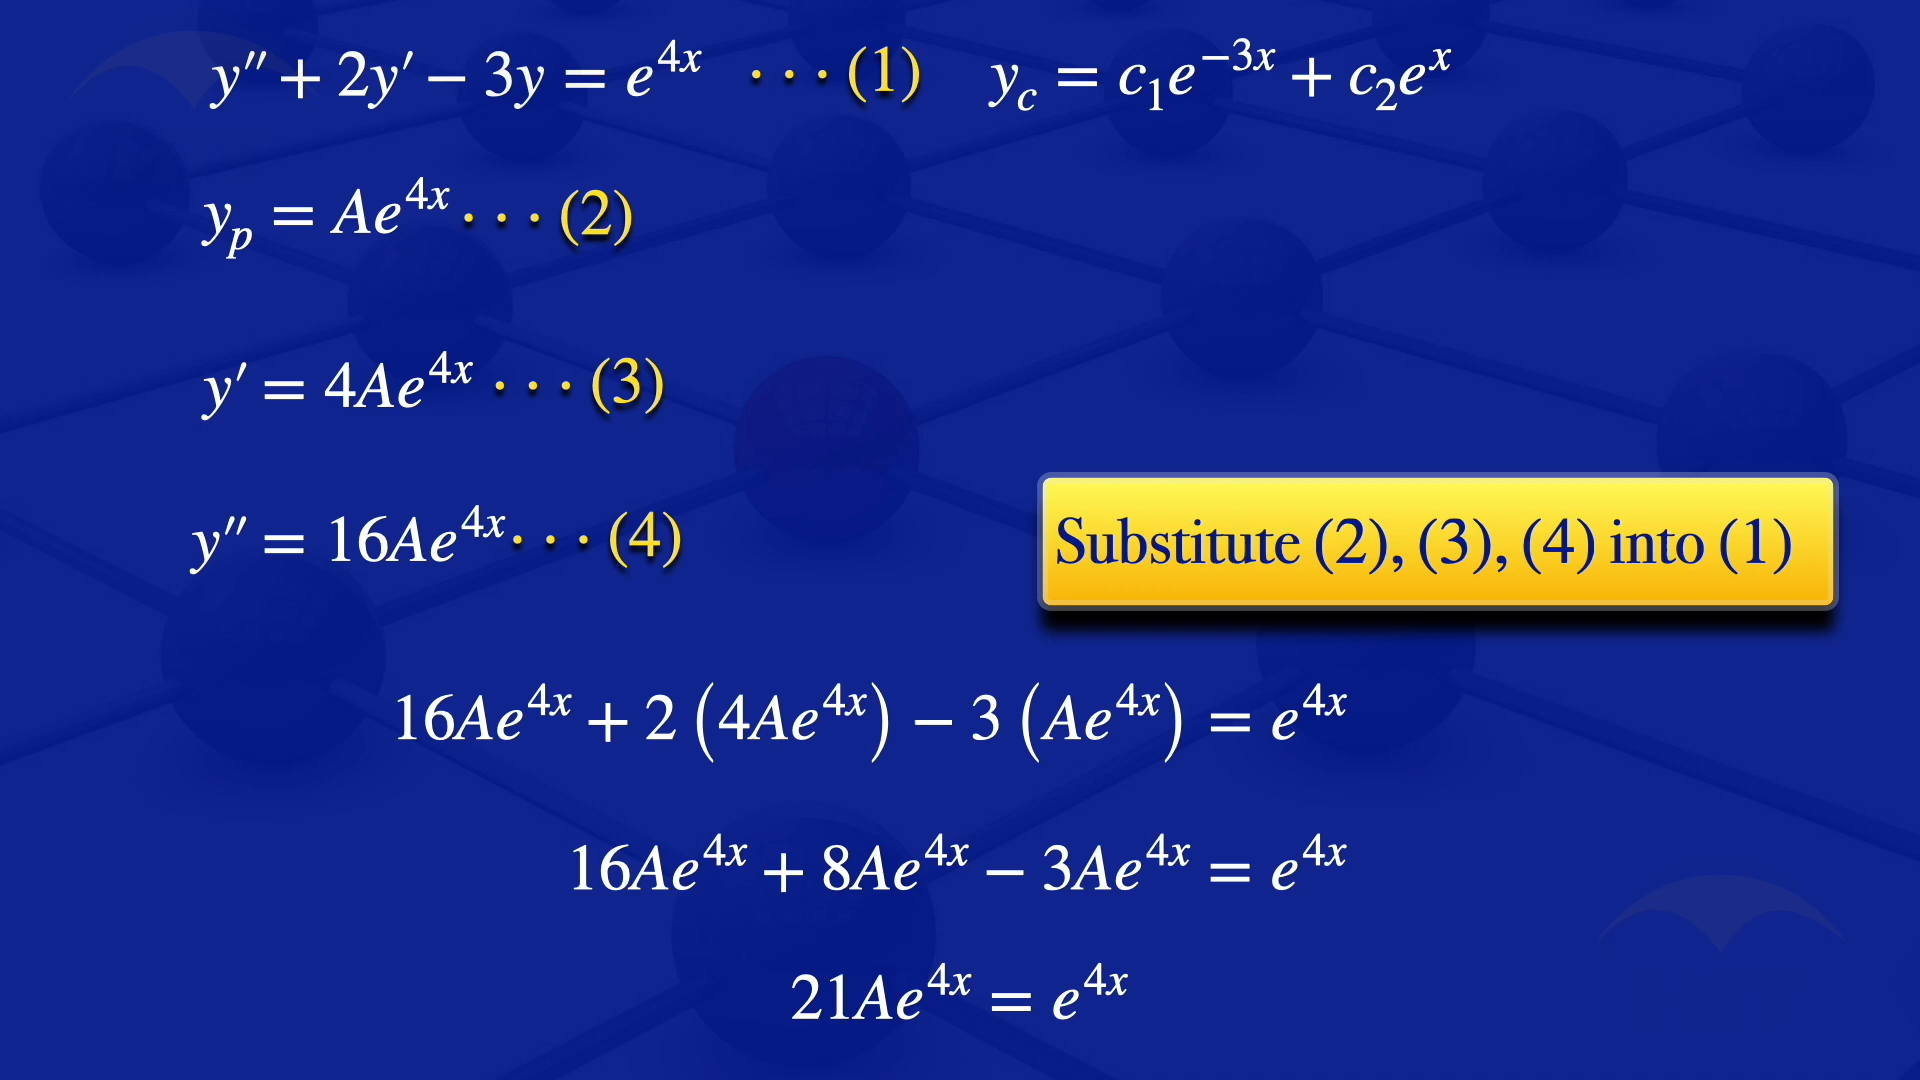 y″ + 2y′ − 3y = e^{4x} · · · (1) y_c = c_1e^{−3x} + c_2e^x
y_p = Ae^{4x} · · · (2)
y′ = 4Ae^{4x} · · · (3)
y″ = 16Ae^{4x} · · · (4)
Substitute (2), (3), (4) into (1)
16Ae^{4x} + 2 (4Ae^{4x}) − 3 (Ae^{4x}) = e^{4x}
16Ae^{4x} + 8Ae^{4x} − 3Ae^{4x} = e^{4x}
21Ae^{4x} = e^{4x}